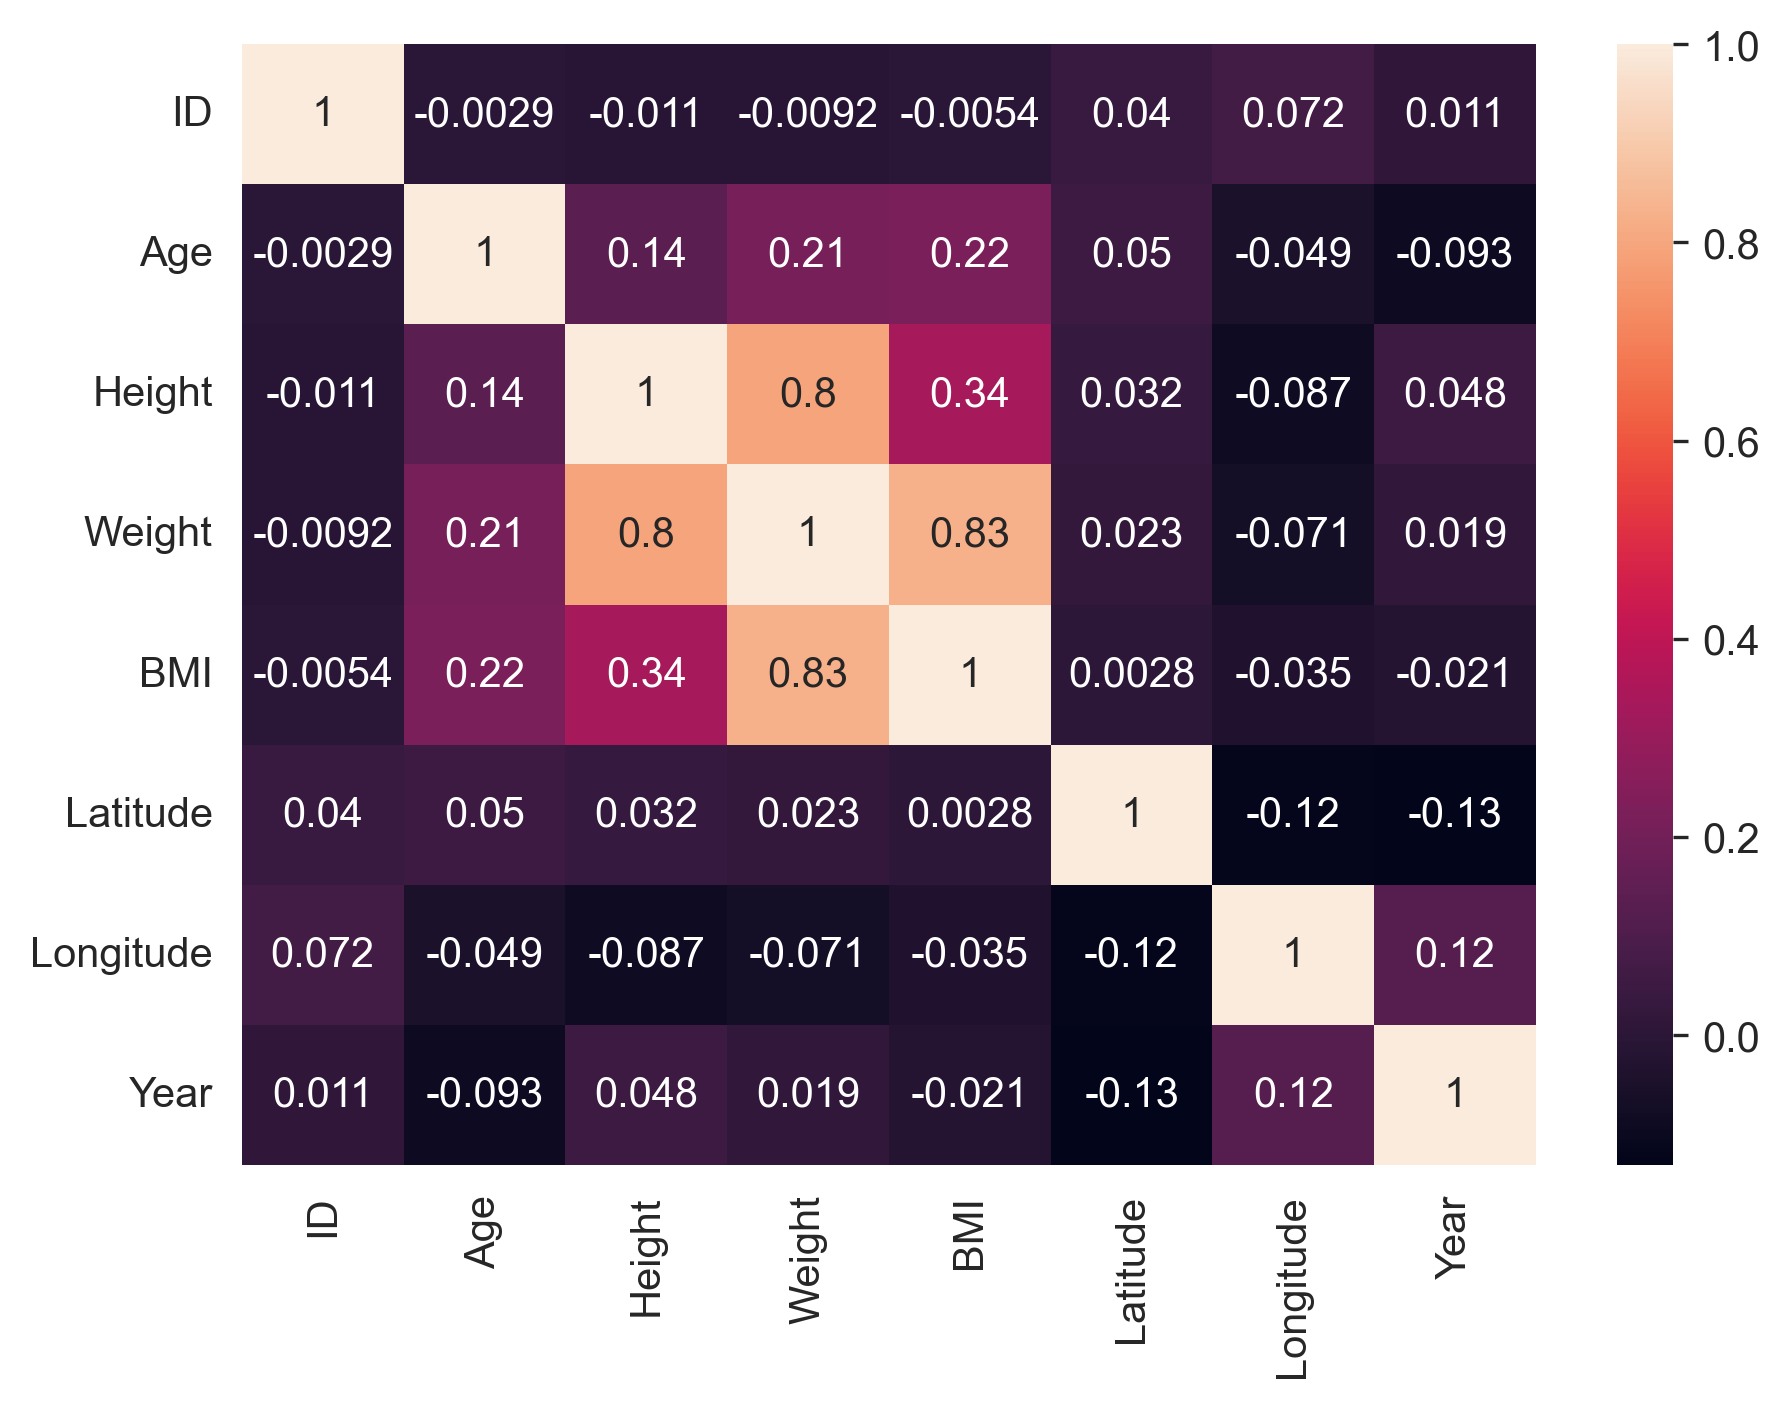 ID 1 -0.0029 -0.011 -0.0092 -0.0054 0.04 0.072 0.011
Age -0.0029 1 0.14 0.21 0.22 0.05 -0.049 -0.093
Height -0.011 0.14 1 0.8 0.34 0.032 -0.087 0.048
Weight -0.0092 0.21 0.8 1 0.83 0.023 -0.071 0.019
BMI -0.0054 0.22 0.34 0.83 1 0.0028 -0.035 -0.021
Latitude 0.04 0.05 0.032 0.023 0.0028 1 -0.12 -0.13
Longitude 0.072 -0.049 -0.087 -0.071 -0.035 -0.12 1 0.12
Year 0.011 -0.093 0.048 0.019 -0.021 -0.13 0.12 1
ID Age Height Weight BMI Latitude Longitude Year
1.0
0.8
0.6
0.4
0.2
0.0